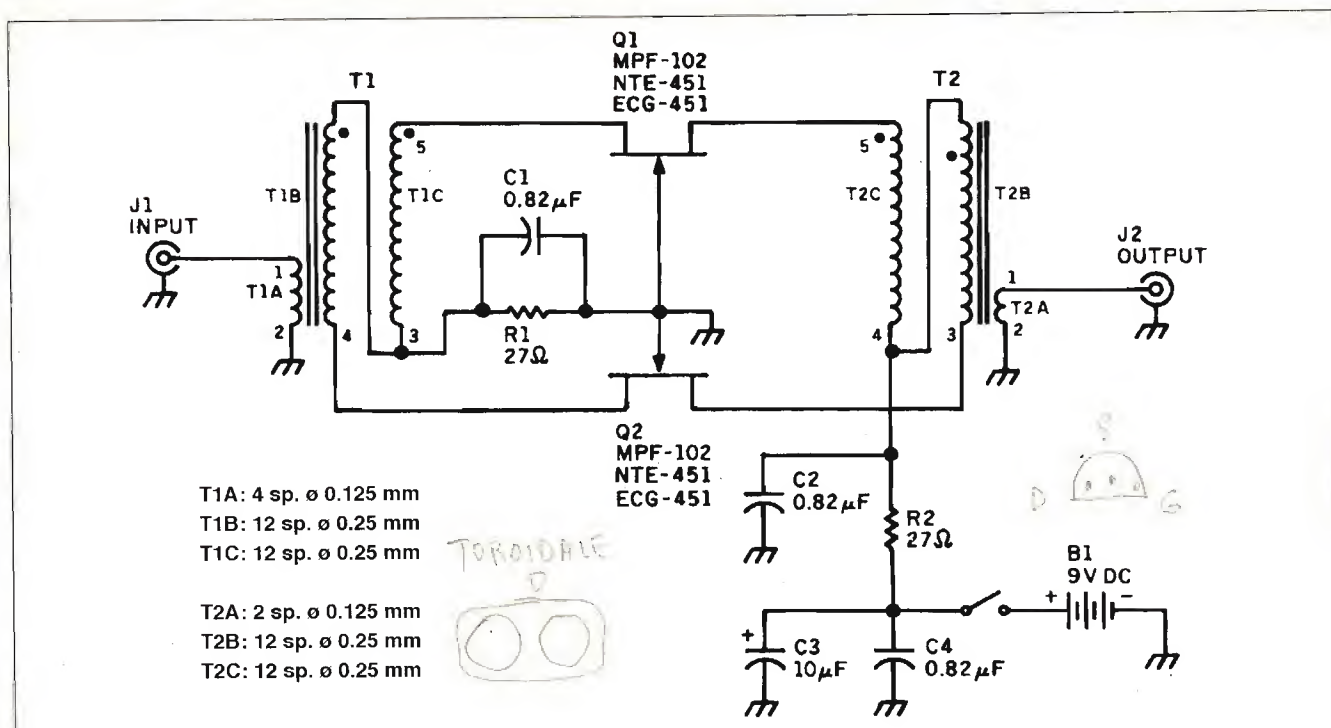 Q1
MPF-102
NTE-451
ECG-451
T1
T2
5
5
T1B
T1C
C1
0.82µF
T2C
T2B
J1
INPUT
J2
OUTPUT
1
T1A
2
4
3
R1
27Ω
4
3
1
T2A
2
Q2
MPF-102
NTE-451
ECG-451
C2
0.82µF
R2
27Ω
S
D
G
B1
9V DC
+
−
+
C3
10µF
C4
0.82µF
T1A: 4 sp. ø 0.125 mm
T1B: 12 sp. ø 0.25 mm
T1C: 12 sp. ø 0.25 mm
TOROIDALE
T2A: 2 sp. ø 0.125 mm
T2B: 12 sp. ø 0.25 mm
T2C: 12 sp. ø 0.25 mm